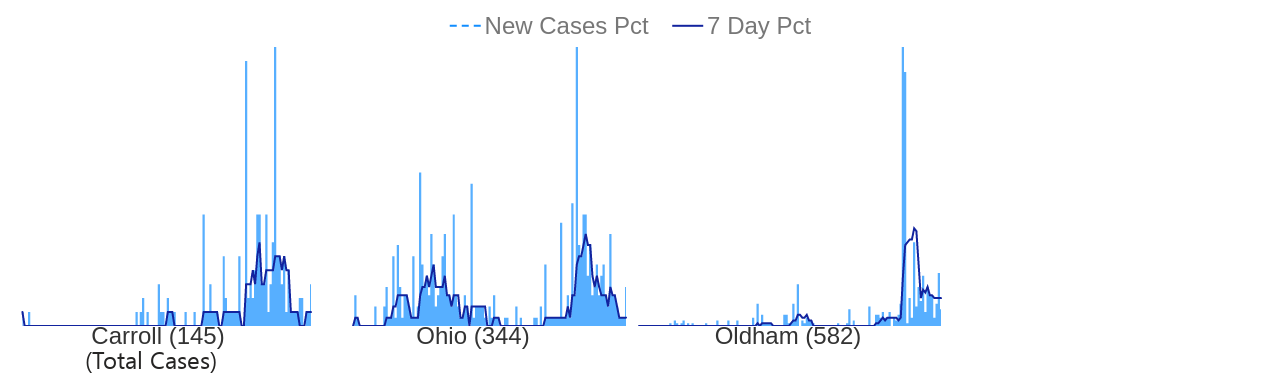 New Cases Pct 7 Day Pct
Carroll (145) Ohio (344) Oldham (582)
(Total Cases)